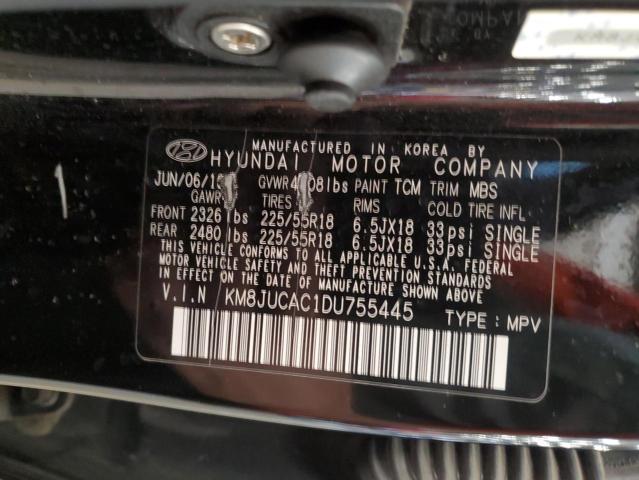 MANUFACTURED IN KOREA BY
HYUNDAI MOTOR COMPANY
GVWR PAINT TCM TRIM MBS
GAWR TIRES RIMS COLD TIRE INFL.
FRONT 2326 lbs 225/55R18 6.5JX18 33psi SINGLE
REAR 2480 lbs 225/55R18 6.5JX18 33psi SINGLE
THIS VEHICLE CONFORMS TO ALL APPLICABLE U.S.A. FEDERAL
MOTOR VEHICLE SAFETY AND THEFT PREVENTION STANDARDS
IN EFFECT ON THE DATE OF MANUFACTURE SHOWN ABOVE.
V.I.N KM8JUCAC1DU755445 TYPE : MPV